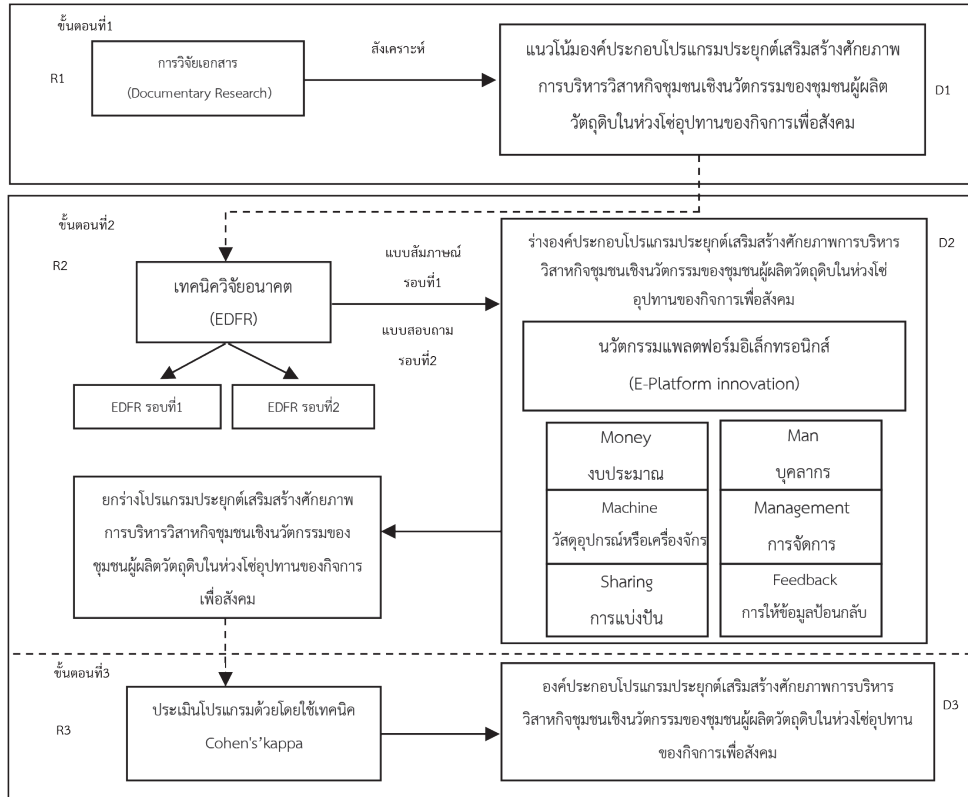 ขั้นตอนที่1
R1
การวิจัยเอกสาร
(Documentary Research)
สังเคราะห์
แนวโน้มองค์ประกอบโปรแกรมประยุกต์เสริมสร้างศักยภาพ
การบริหารวิสาหกิจชุมชนเชิงนวัตกรรมของชุมชนผู้ผลิต
วัตถุดิบในห่วงโซ่อุปทานของกิจการเพื่อสังคม
D1
ขั้นตอนที่2
R2
เทคนิควิจัยอนาคต
(EDFR)
แบบสัมภาษณ์
รอบที่1
แบบสอบถาม
รอบที่2
EDFR รอบที่1
EDFR รอบที่2
ร่างองค์ประกอบโปรแกรมประยุกต์เสริมสร้างศักยภาพการบริหาร
วิสาหกิจชุมชนเชิงนวัตกรรมของชุมชนผู้ผลิตวัตถุดิบในห่วงโซ่
อุปทานของกิจการเพื่อสังคม
D2
นวัตกรรมแพลตฟอร์มอิเล็กทรอนิกส์
(E-Platform innovation)
Money
งบประมาณ
Man
บุคลากร
Machine
วัสดุอุปกรณ์หรือเครื่องจักร
Management
การจัดการ
Sharing
การแบ่งปัน
Feedback
การให้ข้อมูลป้อนกลับ
ยกร่างโปรแกรมประยุกต์เสริมสร้างศักยภาพ
การบริหารวิสาหกิจชุมชนเชิงนวัตกรรมของ
ชุมชนผู้ผลิตวัตถุดิบในห่วงโซ่อุปทานของกิจการ
เพื่อสังคม
ขั้นตอนที่3
R3
ประเมินโปรแกรมด้วยโดยใช้เทคนิค
Cohen's'kappa
องค์ประกอบโปรแกรมประยุกต์เสริมสร้างศักยภาพการบริหาร
วิสาหกิจชุมชนเชิงนวัตกรรมของชุมชนผู้ผลิตวัตถุดิบในห่วงโซ่อุปทาน
ของกิจการเพื่อสังคม
D3